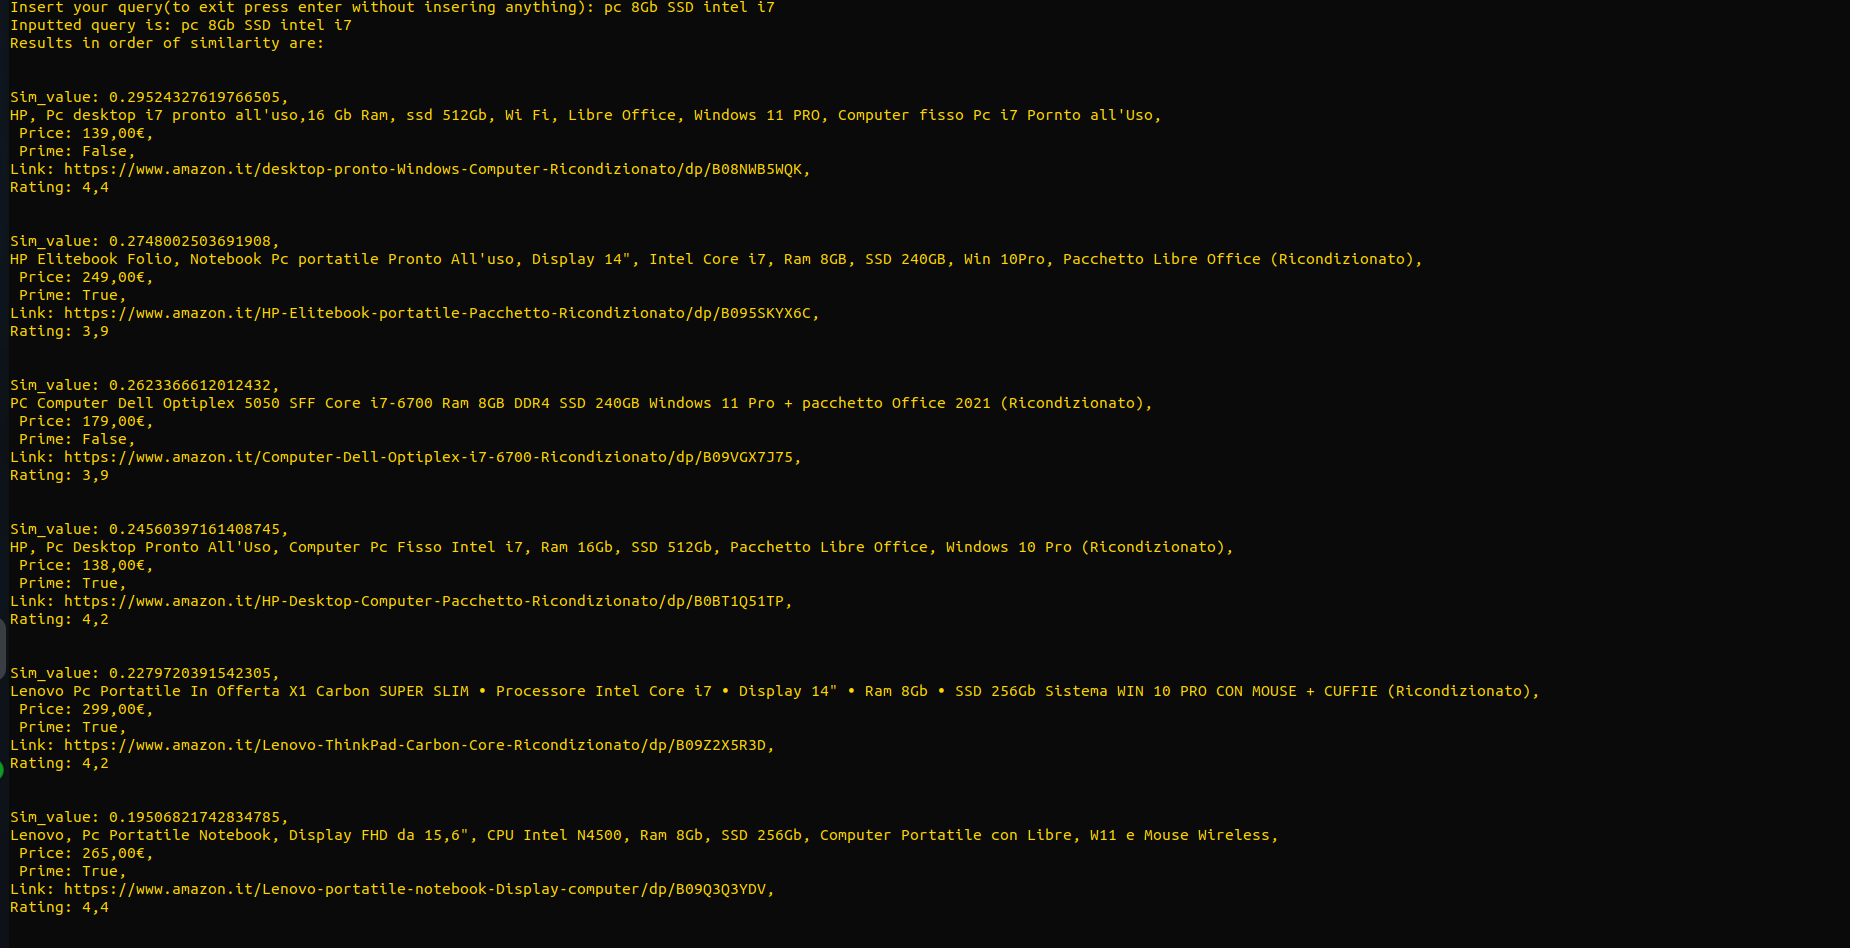 Insert your query(to exit press enter without insering anything): pc 8Gb SSD intel i7
Inputted query is: pc 8Gb SSD intel i7
Results in order of similarity are:
Sim_value: 0.29524327619766505,
HP, Pc desktop i7 pronto all'uso,16 Gb Ram, ssd 512Gb, Wi Fi, Libre Office, Windows 11 PRO, Computer fisso Pc i7 Pornto all'Uso,
Price: 139,00€,
Prime: False,
Link: https://www.amazon.it/desktop-pronto-Windows-Computer-Ricondizionato/dp/B08NWB5WQK,
Rating: 4,4
Sim_value: 0.2748002503691908,
HP Elitebook Folio, Notebook Pc portatile Pronto All'uso, Display 14", Intel Core i7, Ram 8GB, SSD 240GB, Win 10Pro, Pacchetto Libre Office (Ricondizionato),
Price: 249,00€,
Prime: True,
Link: https://www.amazon.it/HP-Elitebook-portatile-Pacchetto-Ricondizionato/dp/B095SKYX6C,
Rating: 3,9
Sim_value: 0.2623366612012432,
PC Computer Dell Optiplex 5050 SFF Core i7-6700 Ram 8GB DDR4 SSD 240GB Windows 11 Pro + pacchetto Office 2021 (Ricondizionato),
Price: 179,00€,
Prime: False,
Link: https://www.amazon.it/Computer-Dell-Optiplex-i7-6700-Ricondizionato/dp/B09VGX7J75,
Rating: 3,9
Sim_value: 0.24560397161408745,
HP, Pc Desktop Pronto All'Uso, Computer Pc Fisso Intel i7, Ram 16Gb, SSD 512Gb, Pacchetto Libre Office, Windows 10 Pro (Ricondizionato),
Price: 138,00€,
Prime: True,
Link: https://www.amazon.it/HP-Desktop-Computer-Pacchetto-Ricondizionato/dp/B0BT1Q51TP,
Rating: 4,2
Sim_value: 0.2279720391542305,
Lenovo Pc Portatile In Offerta X1 Carbon SUPER SLIM • Processore Intel Core i7 • Display 14" • Ram 8Gb • SSD 256Gb Sistema WIN 10 PRO CON MOUSE + CUFFIE (Ricondizionato),
Price: 299,00€,
Prime: True,
Link: https://www.amazon.it/Lenovo-ThinkPad-Carbon-Core-Ricondizionato/dp/B09Z2X5R3D,
Rating: 4,2
Sim_value: 0.19506821742834785,
Lenovo, Pc Portatile Notebook, Display FHD da 15,6", CPU Intel N4500, Ram 8Gb, SSD 256Gb, Computer Portatile con Libre, W11 e Mouse Wireless,
Price: 265,00€,
Prime: True,
Link: https://www.amazon.it/Lenovo-portatile-notebook-Display-computer/dp/B09Q3Q3YDV,
Rating: 4,4